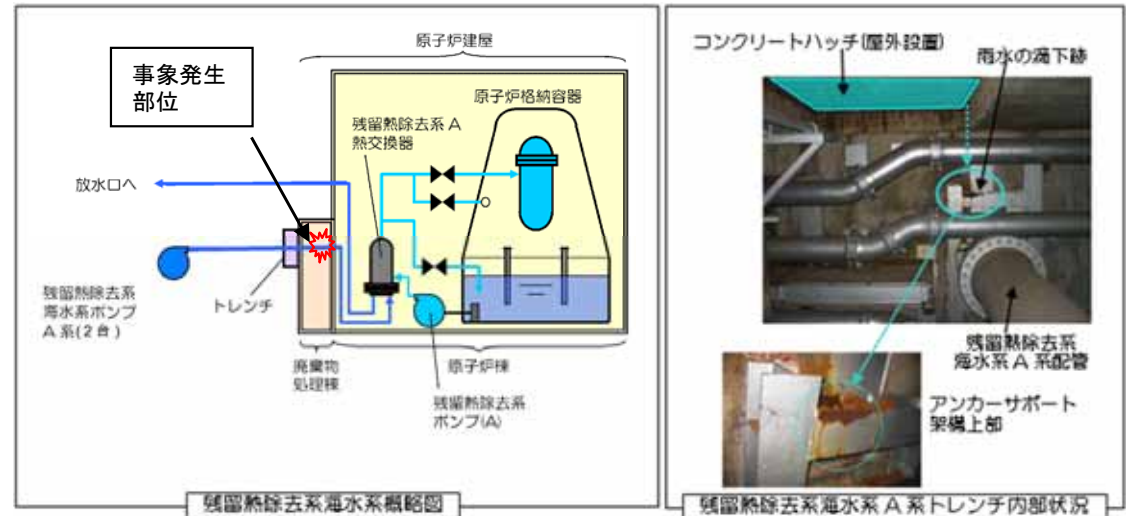 原子炉建屋
事象発生
部位
原子炉格納容器
残留熱除去系A
熱交換器
放水口へ
トレンチ
残留熱除去系
海水系ポンプ
A系(2台)
廃棄物
処理棟
原子炉棟
残留熱除去系
ポンプ(A)
残留熱除去系海水系概略図
コンクリートハッチ(屋外設置)
雨水の滴下跡
残留熱除去系
海水系A系配管
アンカーサポート
架構上部
残留熱除去系海水系A系トレンチ内部状況